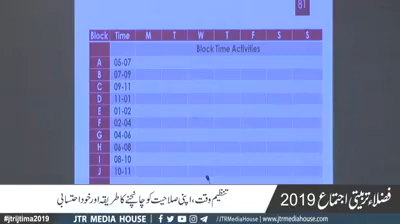 81
Block Time M T W T F S S
Block Time Activities
A 05-07
B 07-09
C 09-11
D 11-01
E 01-02
F 02-04
G 04-06
H 06-08
I 08-10
J 10-11
فضلاء تربیتی اجتماع 2019
تنظیم وقت، اپنی صلاحیت کو جانچنے کا طریقہ اور خود احتسابی
#jtrijtima2019 JTR MEDIA HOUSE /JTRMediaHouse www.jtrmediahouse.com